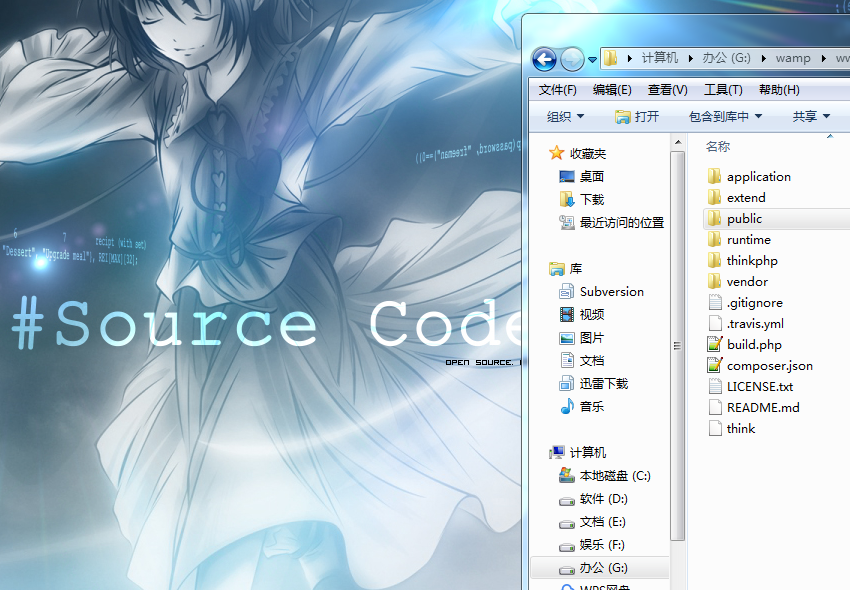 p(password, "freeman")==0))
6 7 recipt (with set)
"Dessert", "Upgrade meal"}, REI[MAX][32];
#Source Code
OPEN SOURCE.
计算机 办公 (G:) wamp
文件(F) 编辑(E) 查看(V) 工具(T) 帮助(H)
组织 打开 包含到库中 共享
收藏夹
桌面
下载
最近访问的位置
库
Subversion
视频
图片
文档
迅雷下载
音乐
计算机
本地磁盘 (C:)
软件 (D:)
文档 (E:)
娱乐 (F:)
办公 (G:)
WPS网盘
名称
application
extend
public
runtime
thinkphp
vendor
.gitignore
.travis.yml
build.php
composer.json
LICENSE.txt
README.md
think